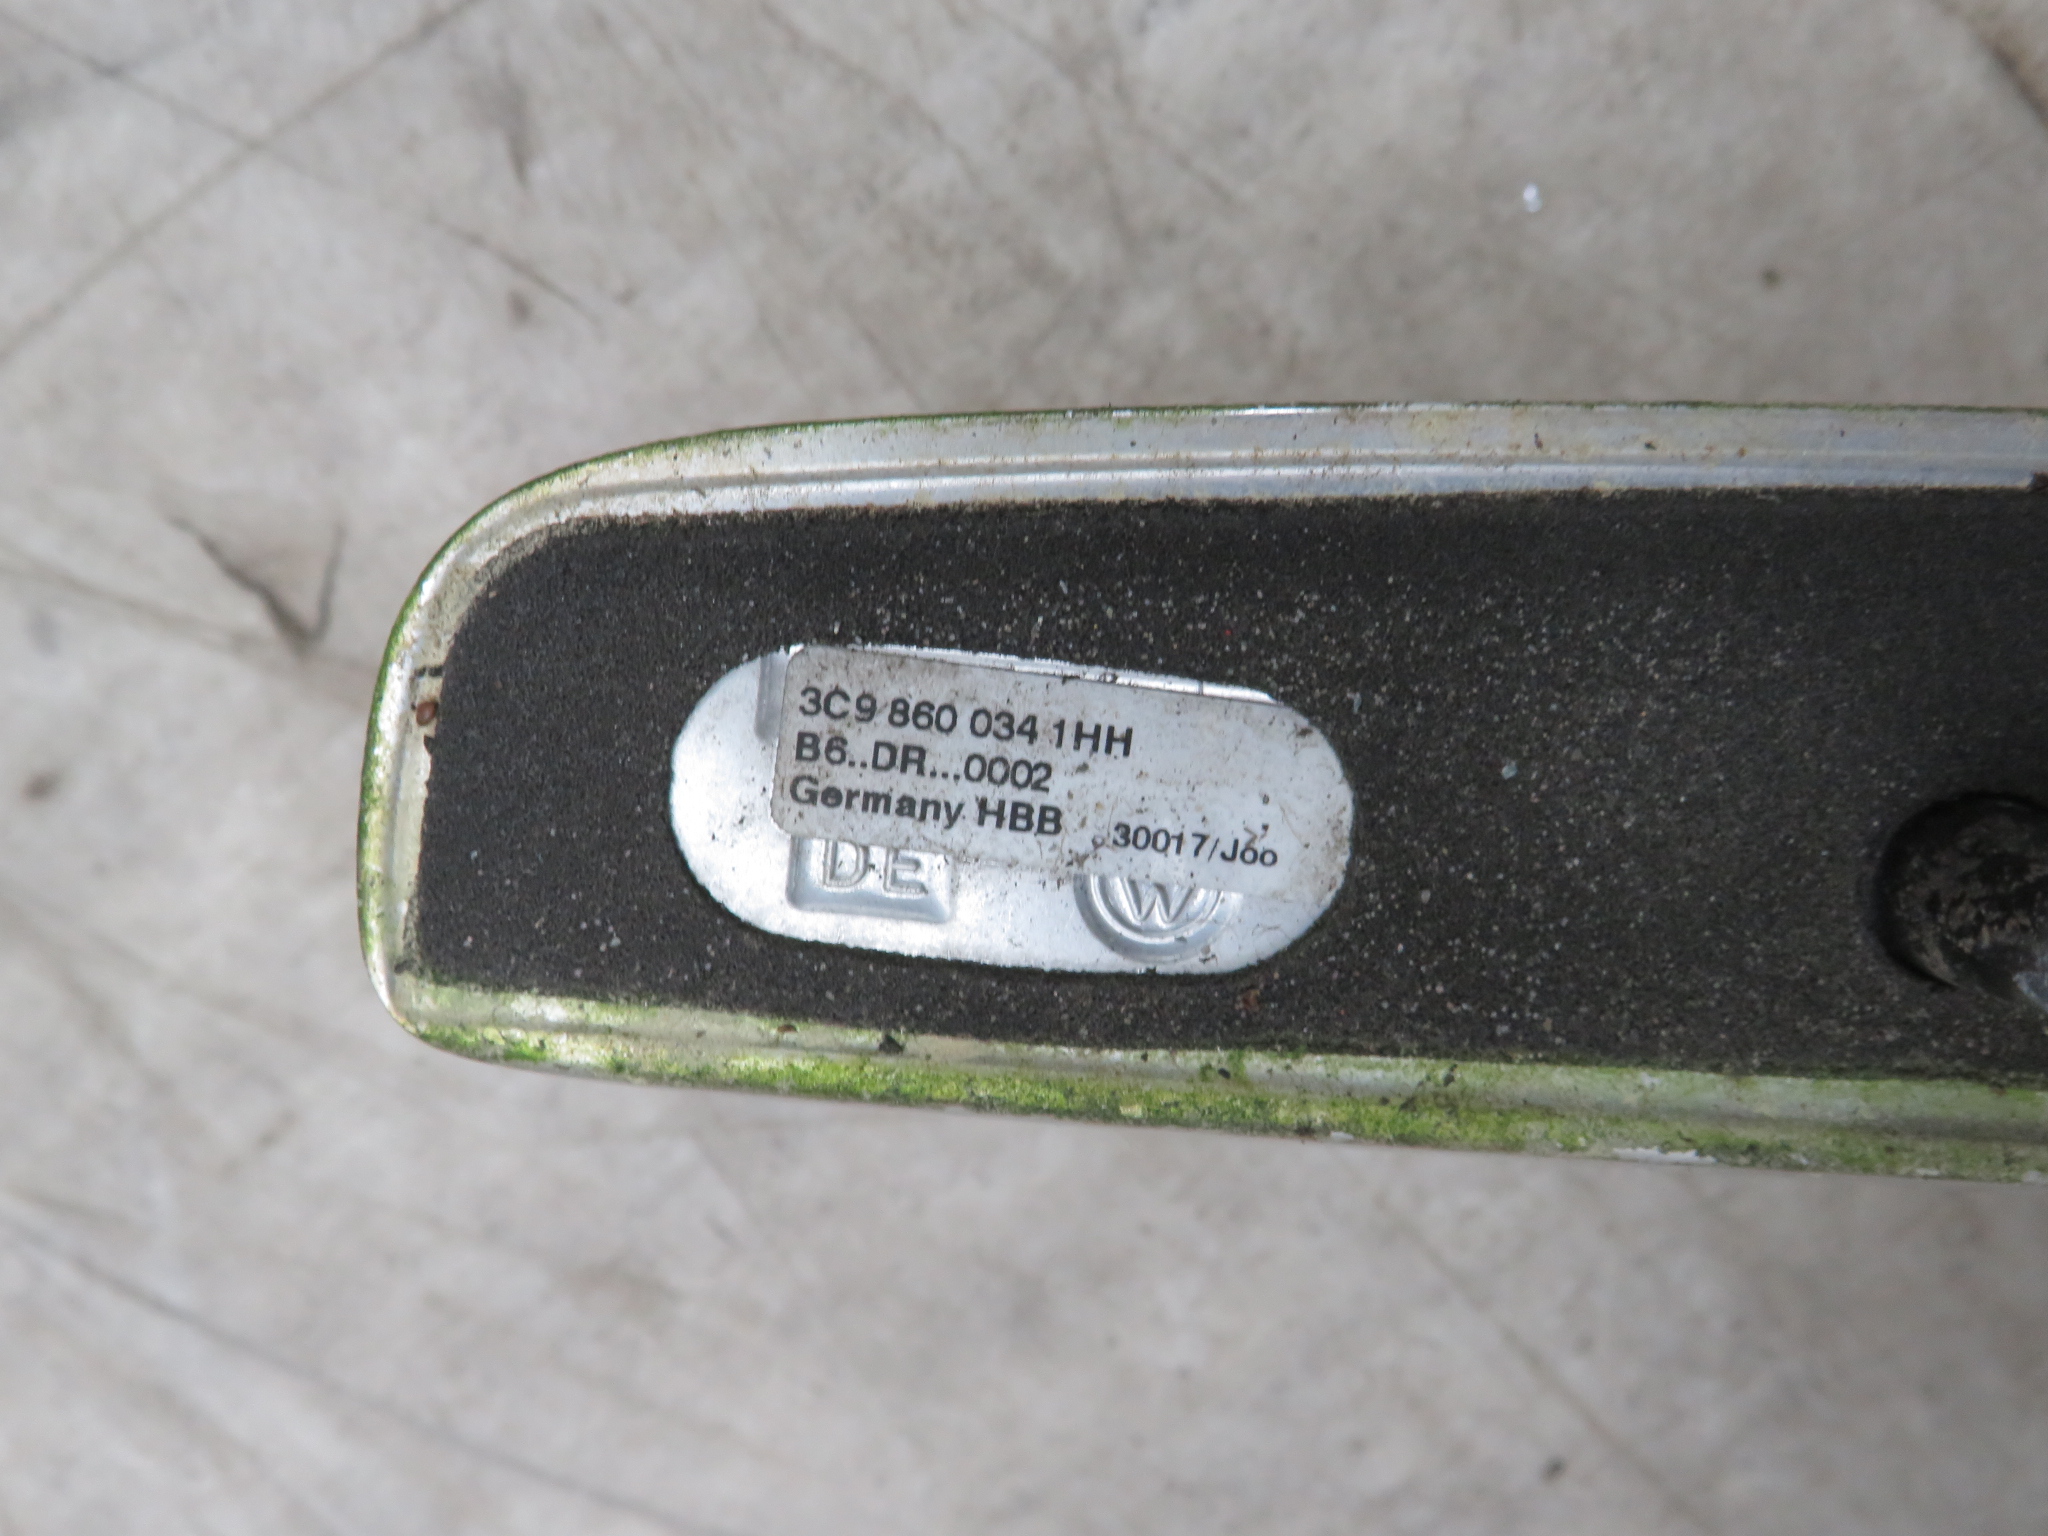 3C9 860 034 1HH
B6..DR...0002
Germany HBB
30017/Joo
DE
W